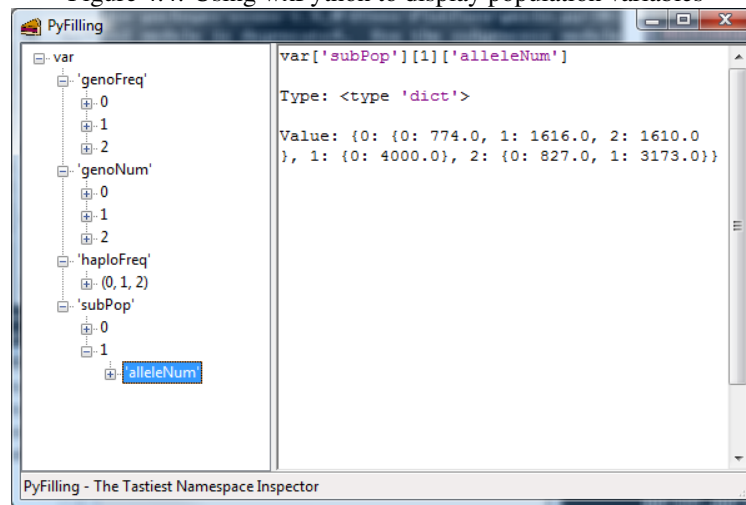 PyFilling
var
'genoFreq'
0
1
2
'genoNum'
0
1
2
'haploFreq'
(0, 1, 2)
'subPop'
0
1
'alleleNum'
var['subPop'][1]['alleleNum']
Type: <type 'dict'>
Value: {0: {0: 774.0, 1: 1616.0, 2: 1610.0
}, 1: {0: 4000.0}, 2: {0: 827.0, 1: 3173.0}}
PyFilling - The Tastiest Namespace Inspector